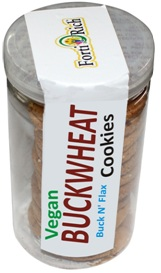 Forti Rich
Vegan
BUCKWHEAT
Cookies
Buck N' Flax